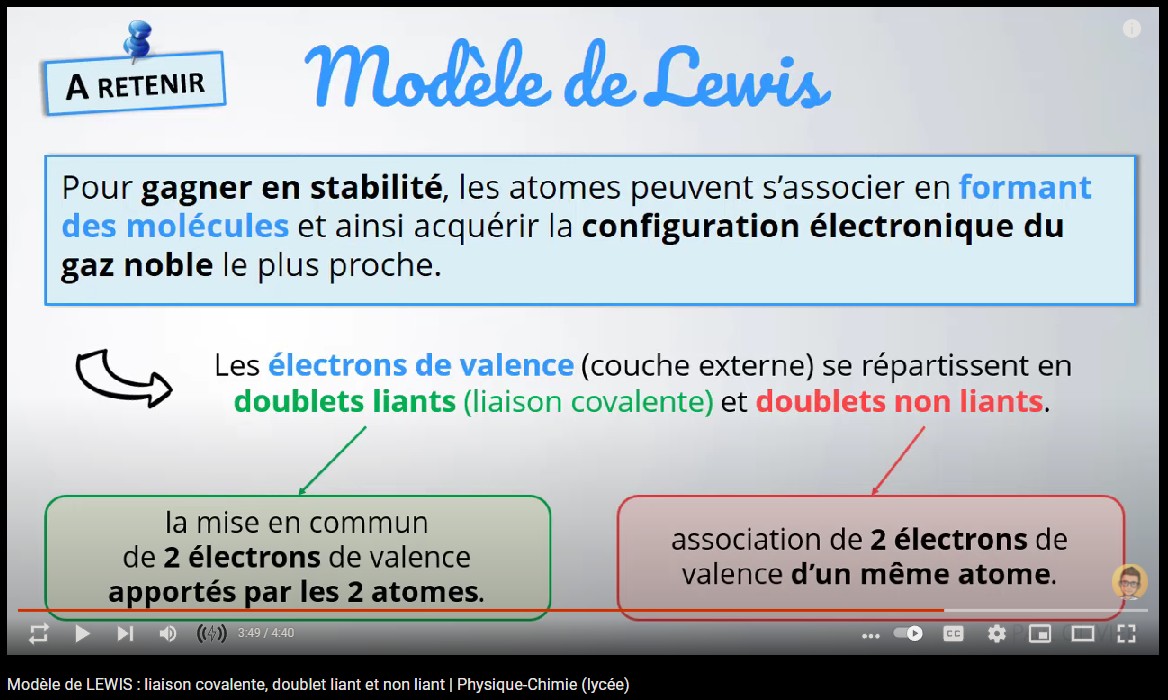 A RETENIR
Modèle de Lewis
Pour gagner en stabilité, les atomes peuvent s'associer en formant
des molécules et ainsi acquérir la configuration électronique du
gaz noble le plus proche.
Les électrons de valence (couche externe) se répartissent en
doublets liants (liaison covalente) et doublets non liants.
la mise en commun
de 2 électrons de valence
apportés par les 2 atomes.
association de 2 électrons de
valence d'un même atome.
3:49 / 4:40
CC
Modèle de LEWIS : liaison covalente, doublet liant et non liant | Physique-Chimie (lycée)